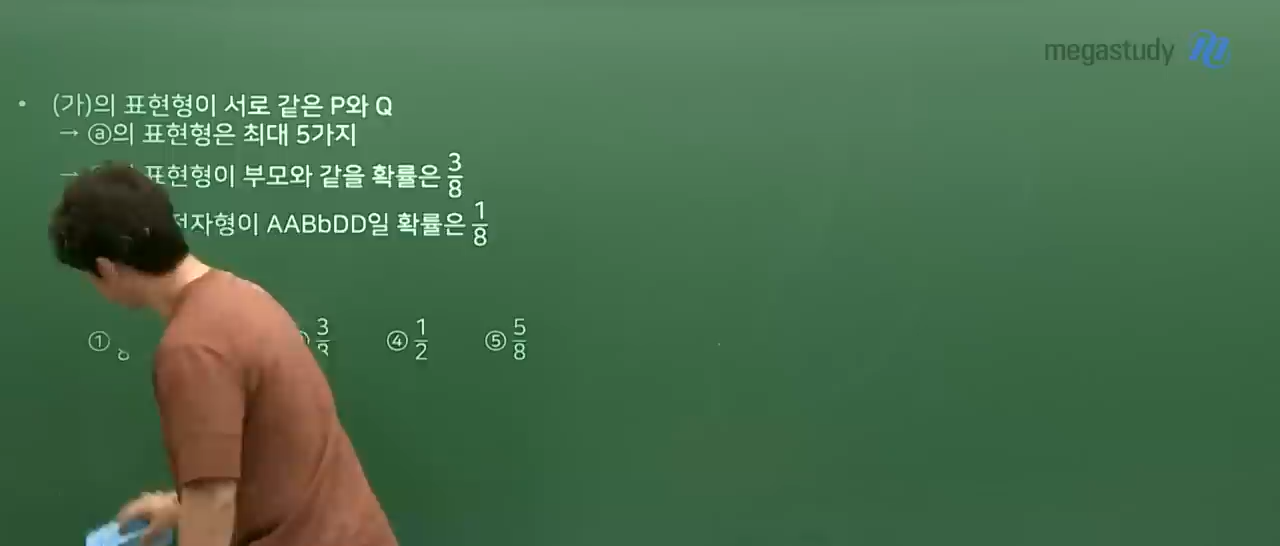 megastudy
• (가)의 표현형이 서로 같은 P와 Q
→ ⓐ의 표현형은 최대 5가지
→ 표현형이 부모와 같을 확률은 3/8
전자형이 AABbDD일 확률은 1/8
① 3/8 ④ 1/2 ⑤ 5/8